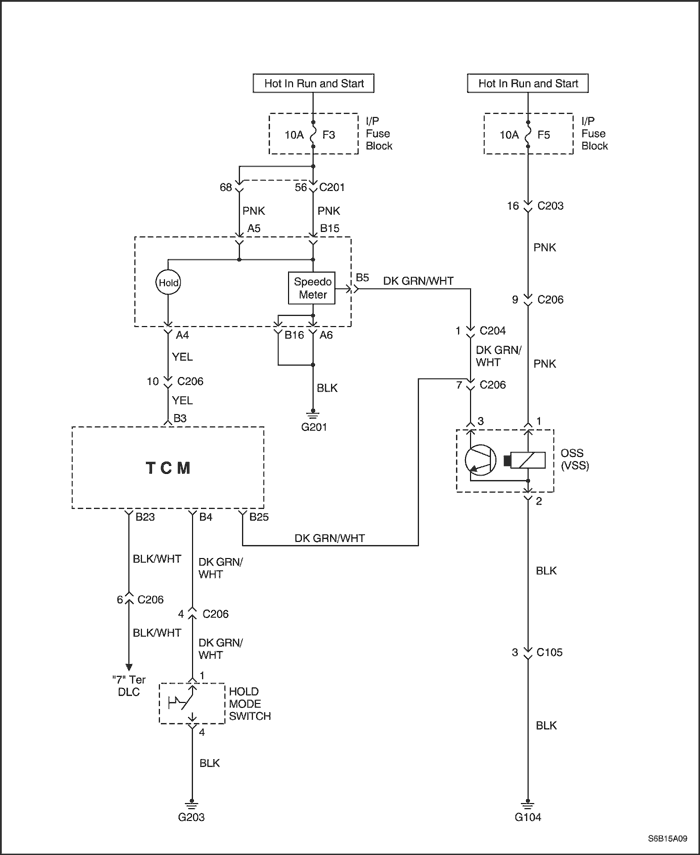 Hot In Run and Start
Hot In Run and Start
10A F3
I/P
Fuse
Block
10A F5
I/P
Fuse
Block
68
56 C201
16 C203
PNK
PNK
A5
B15
PNK
Hold
Speedo
Meter
B5
DK GRN/WHT
9 C206
A4
B16
A6
1 C204
YEL
DK GRN/
WHT
PNK
10 C206
7 C206
BLK
YEL
B3
G201
3
1
TCM
OSS
(VSS)
2
B23
B4
B25
DK GRN/WHT
BLK/WHT
DK GRN/
WHT
BLK
6 C206
4 C206
BLK/WHT
DK GRN/
WHT
3 C105
"7" Ter
DLC
1
HOLD
MODE
SWITCH
4
BLK
BLK
G203
G104
S6B15A09